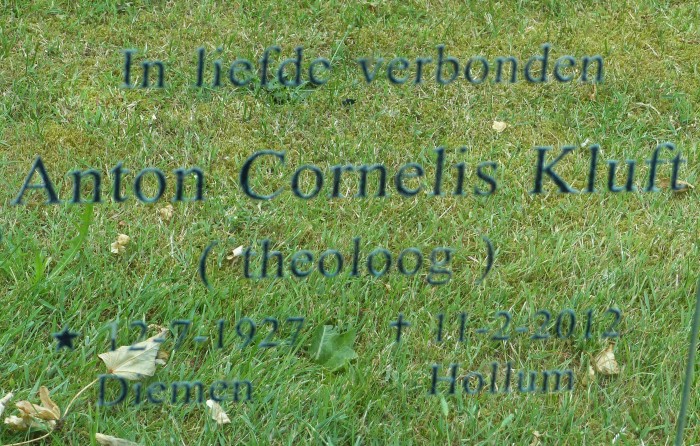 In liefde verbonden
Anton Cornelis Kluft
( theoloog )
★ 12-7-1927 † 11-2-2012
Diemen Hollum